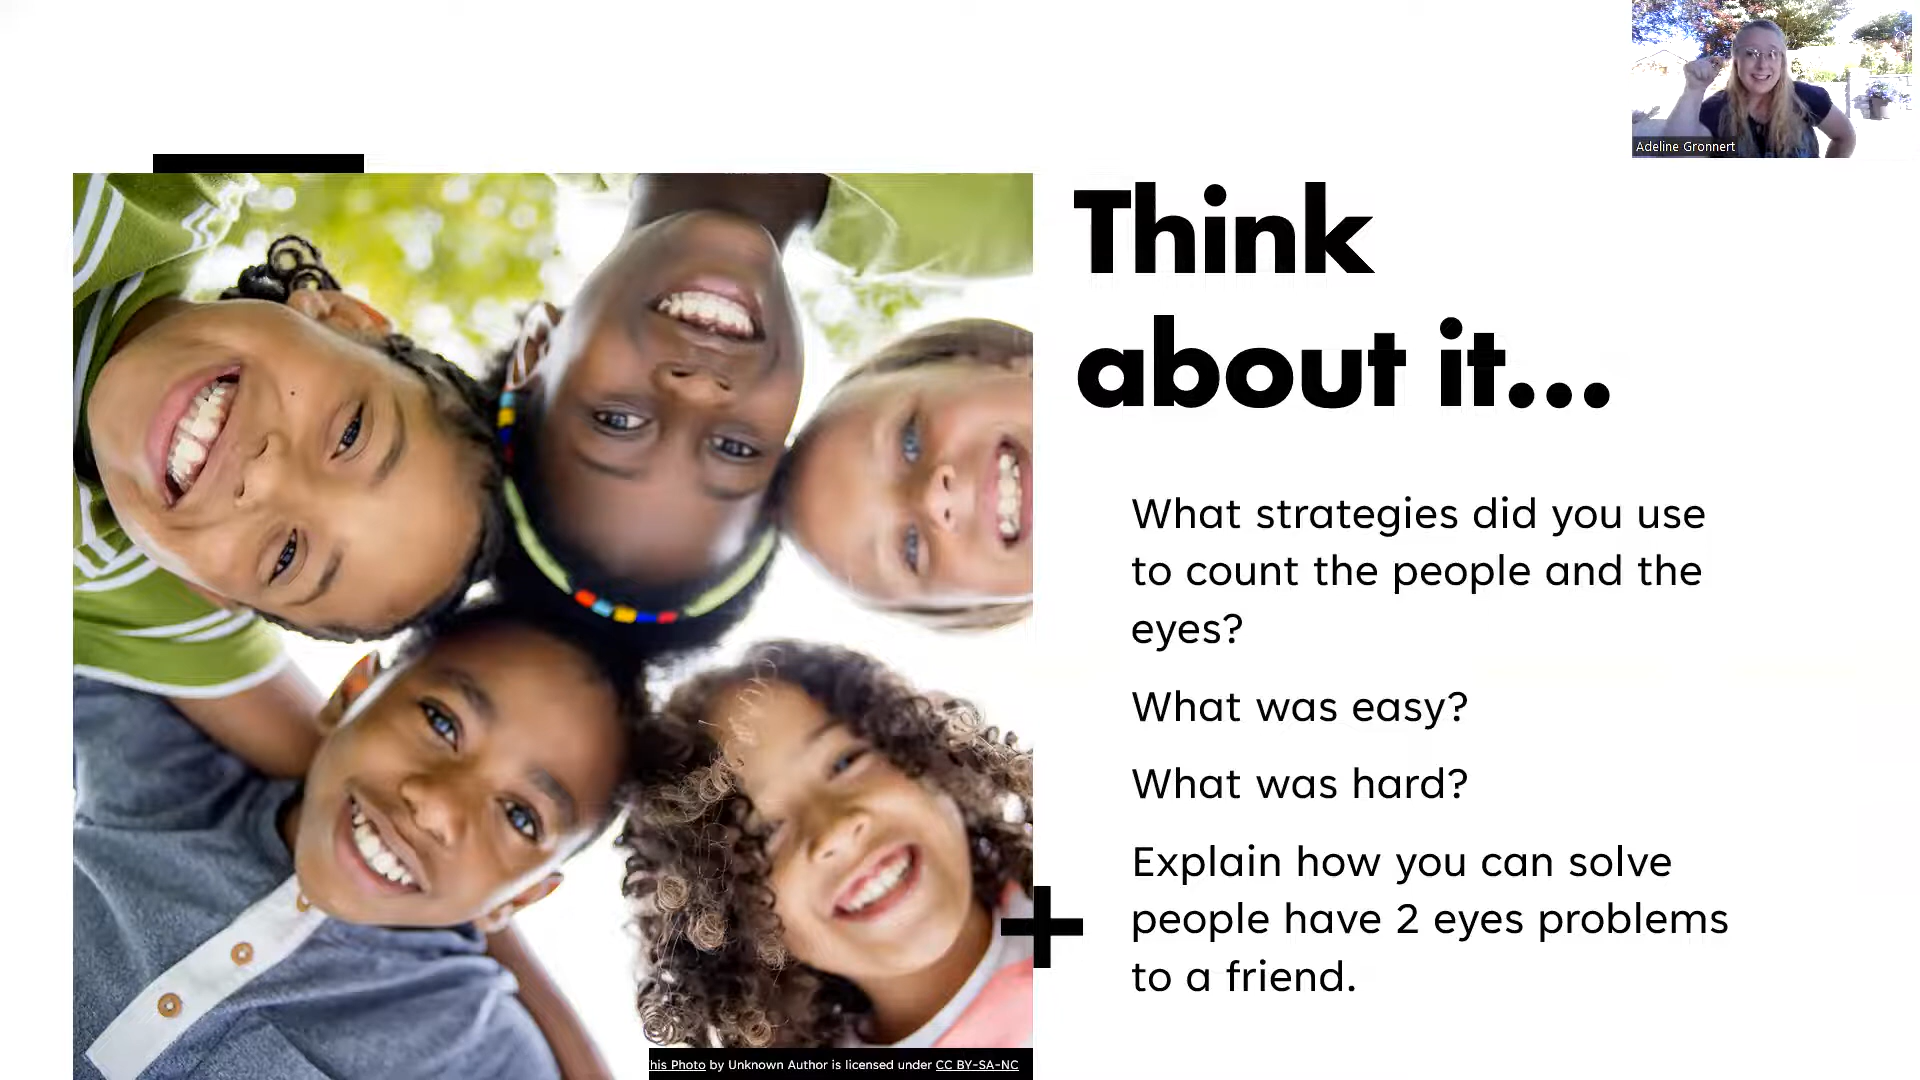 Adeline Gronnert
Think
about it...
What strategies did you use
to count the people and the
eyes?
What was easy?
What was hard?
Explain how you can solve
people have 2 eyes problems
to a friend.
his Photo by Unknown Author is licensed under CC BY-SA-NC